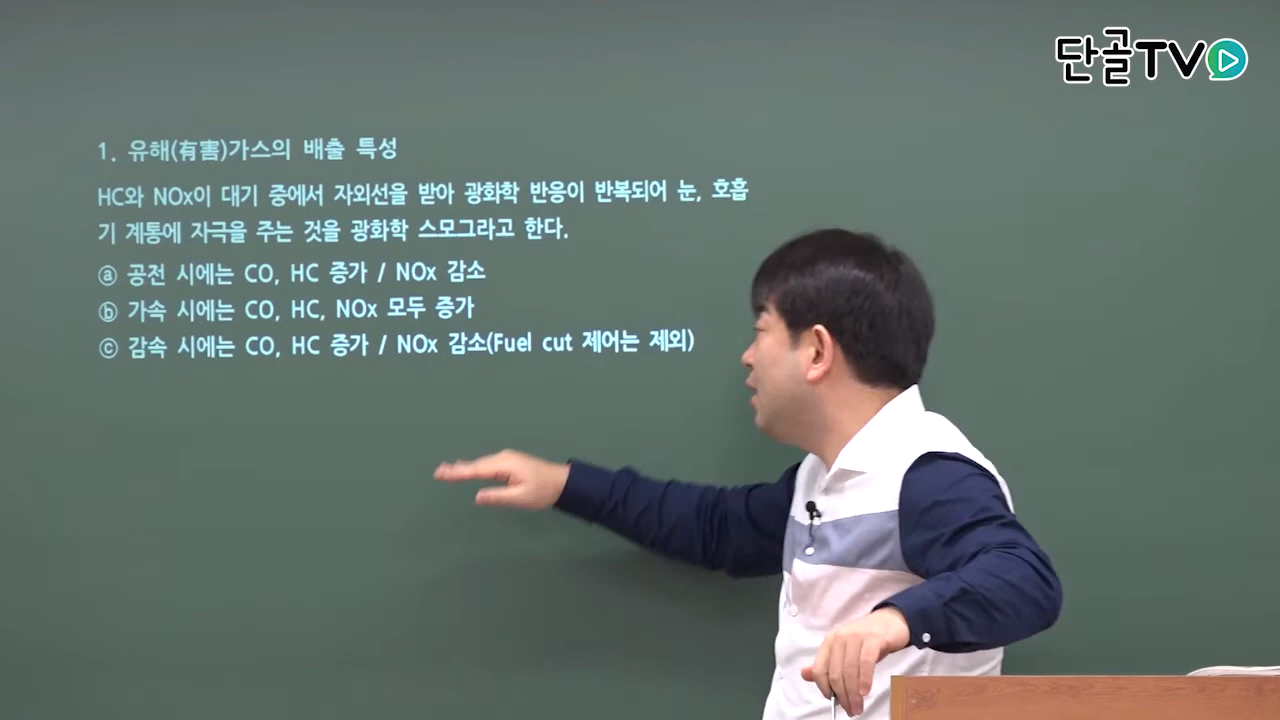 단골TV
1. 유해(有害)가스의 배출 특성
HC와 NOx이 대기 중에서 자외선을 받아 광화학 반응이 반복되어 눈, 호흡
기 계통에 자극을 주는 것을 광화학 스모그라고 한다.
ⓐ 공전 시에는 CO, HC 증가 / NOx 감소
ⓑ 가속 시에는 CO, HC, NOx 모두 증가
ⓒ 감속 시에는 CO, HC 증가 / NOx 감소(Fuel cut 제어는 제외)